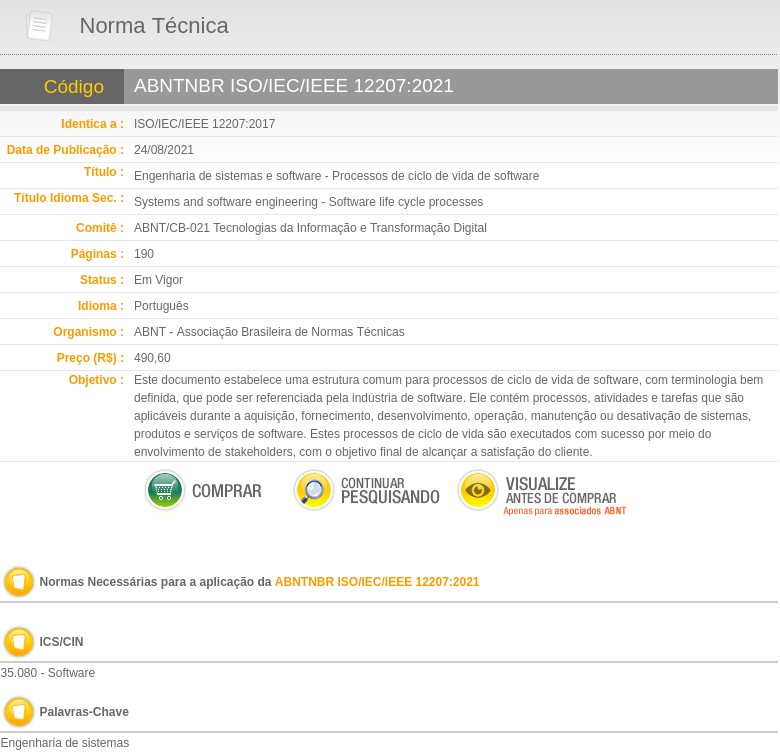 Norma Técnica
Código ABNTNBR ISO/IEC/IEEE 12207:2021
Identica a : ISO/IEC/IEEE 12207:2017
Data de Publicação : 24/08/2021
Título : Engenharia de sistemas e software - Processos de ciclo de vida de software
Título Idioma Sec. : Systems and software engineering - Software life cycle processes
Comitê : ABNT/CB-021 Tecnologias da Informação e Transformação Digital
Páginas : 190
Status : Em Vigor
Idioma : Português
Organismo : ABNT - Associação Brasileira de Normas Técnicas
Preço (R$) : 490,60
Objetivo : Este documento estabelece uma estrutura comum para processos de ciclo de vida de software, com terminologia bem
definida, que pode ser referenciada pela indústria de software. Ele contém processos, atividades e tarefas que são
aplicáveis durante a aquisição, fornecimento, desenvolvimento, operação, manutenção ou desativação de sistemas,
produtos e serviços de software. Estes processos de ciclo de vida são executados com sucesso por meio do
envolvimento de stakeholders, com o objetivo final de alcançar a satisfação do cliente.
COMPRAR
CONTINUAR
PESQUISANDO
VISUALIZE
ANTES DE COMPRAR
Apenas para associados ABNT
Normas Necessárias para a aplicação da ABNTNBR ISO/IEC/IEEE 12207:2021
ICS/CIN
35.080 - Software
Palavras-Chave
Engenharia de sistemas